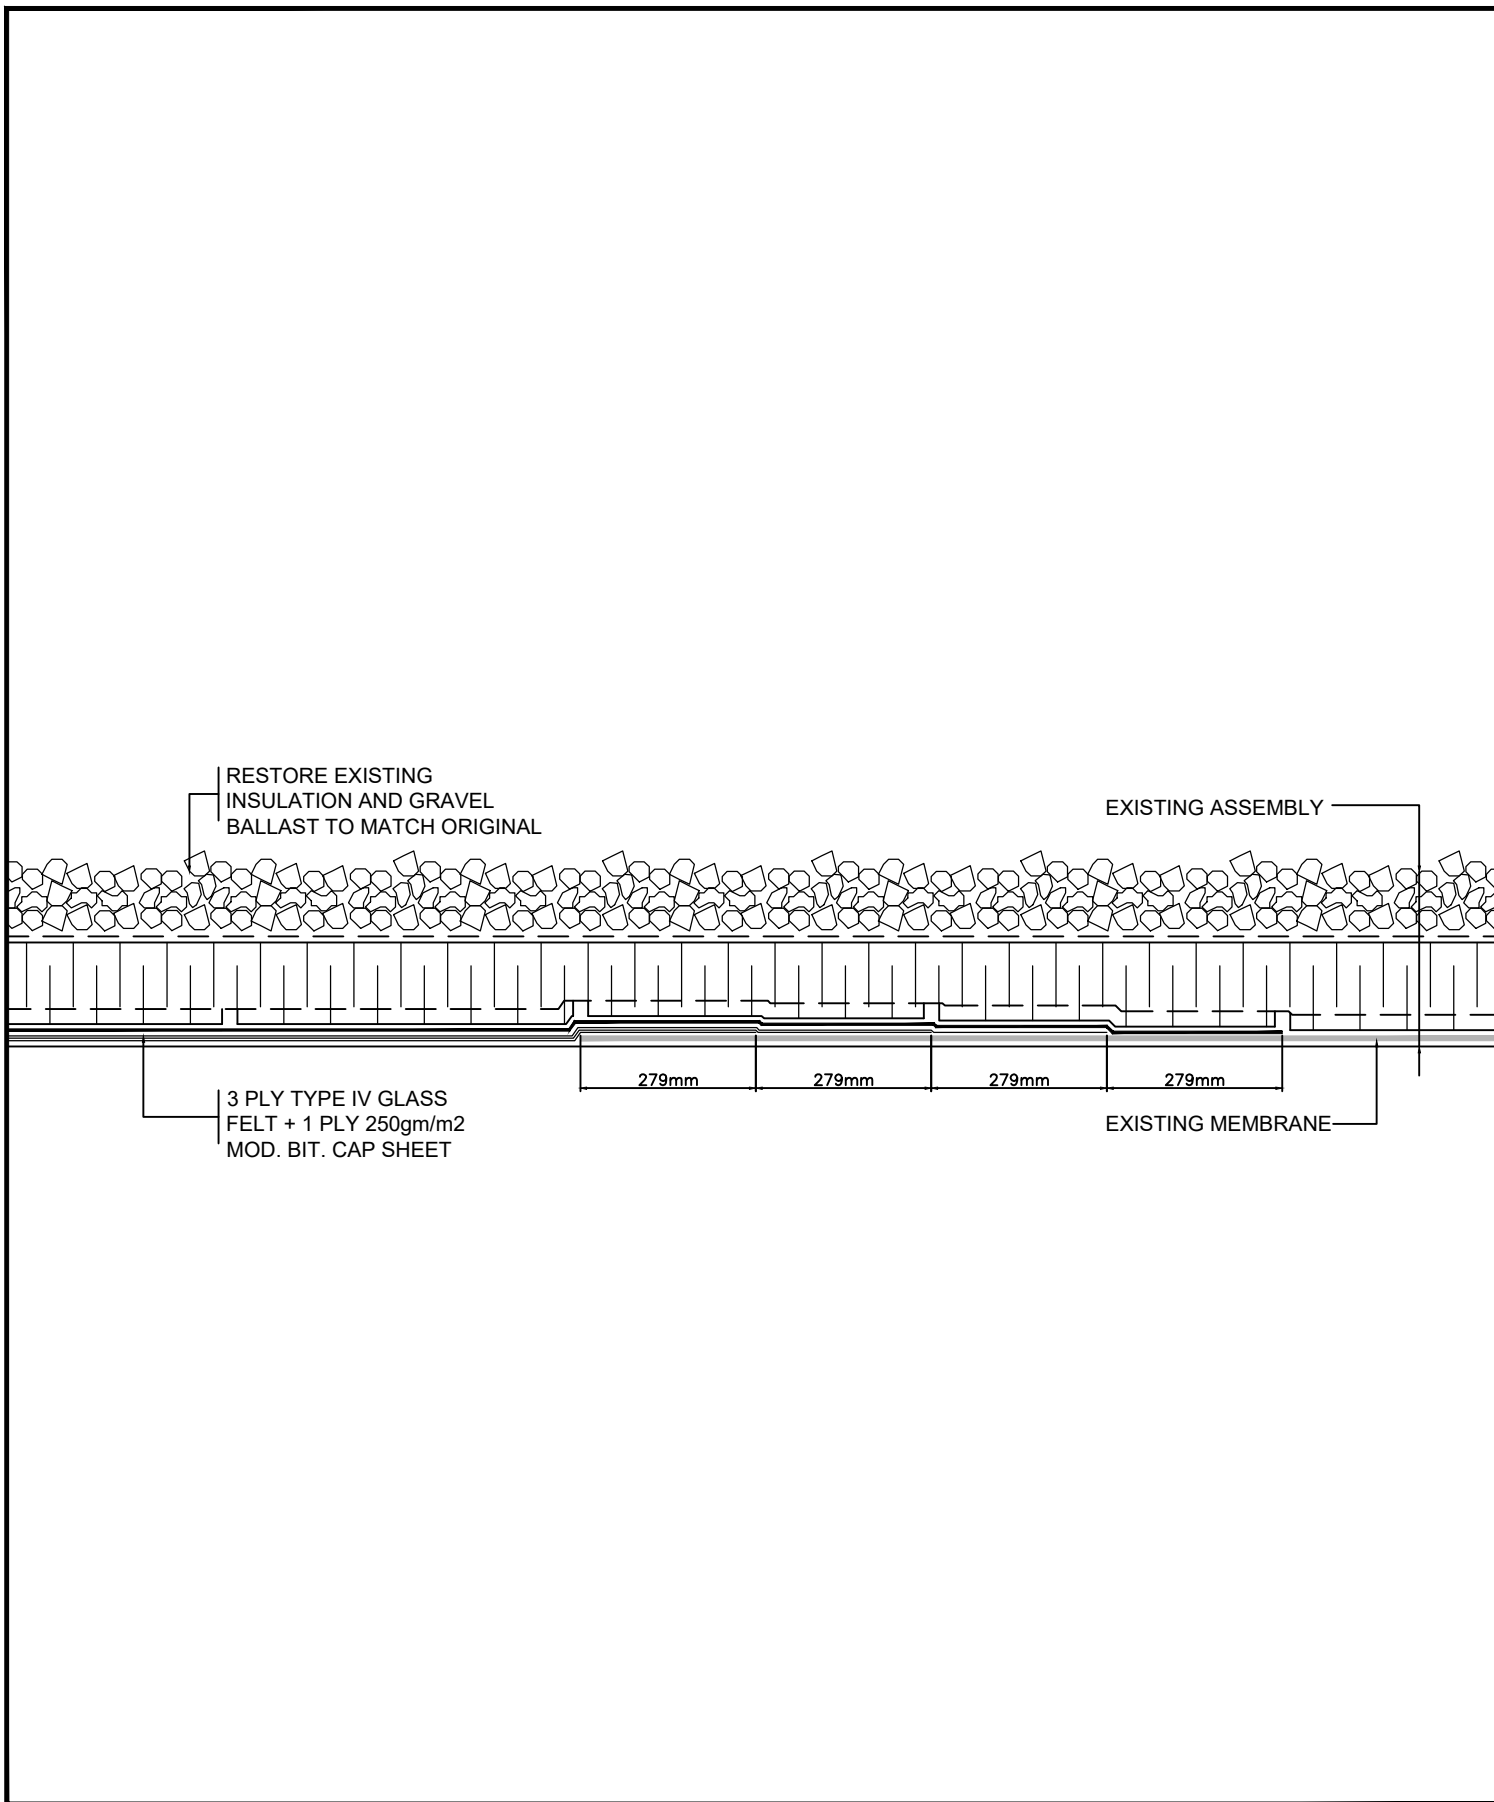 RESTORE EXISTING
INSULATION AND GRAVEL
BALLAST TO MATCH ORIGINAL
EXISTING ASSEMBLY
279mm 279mm 279mm 279mm
3 PLY TYPE IV GLASS
FELT + 1 PLY 250gm/m2
MOD. BIT. CAP SHEET
EXISTING MEMBRANE